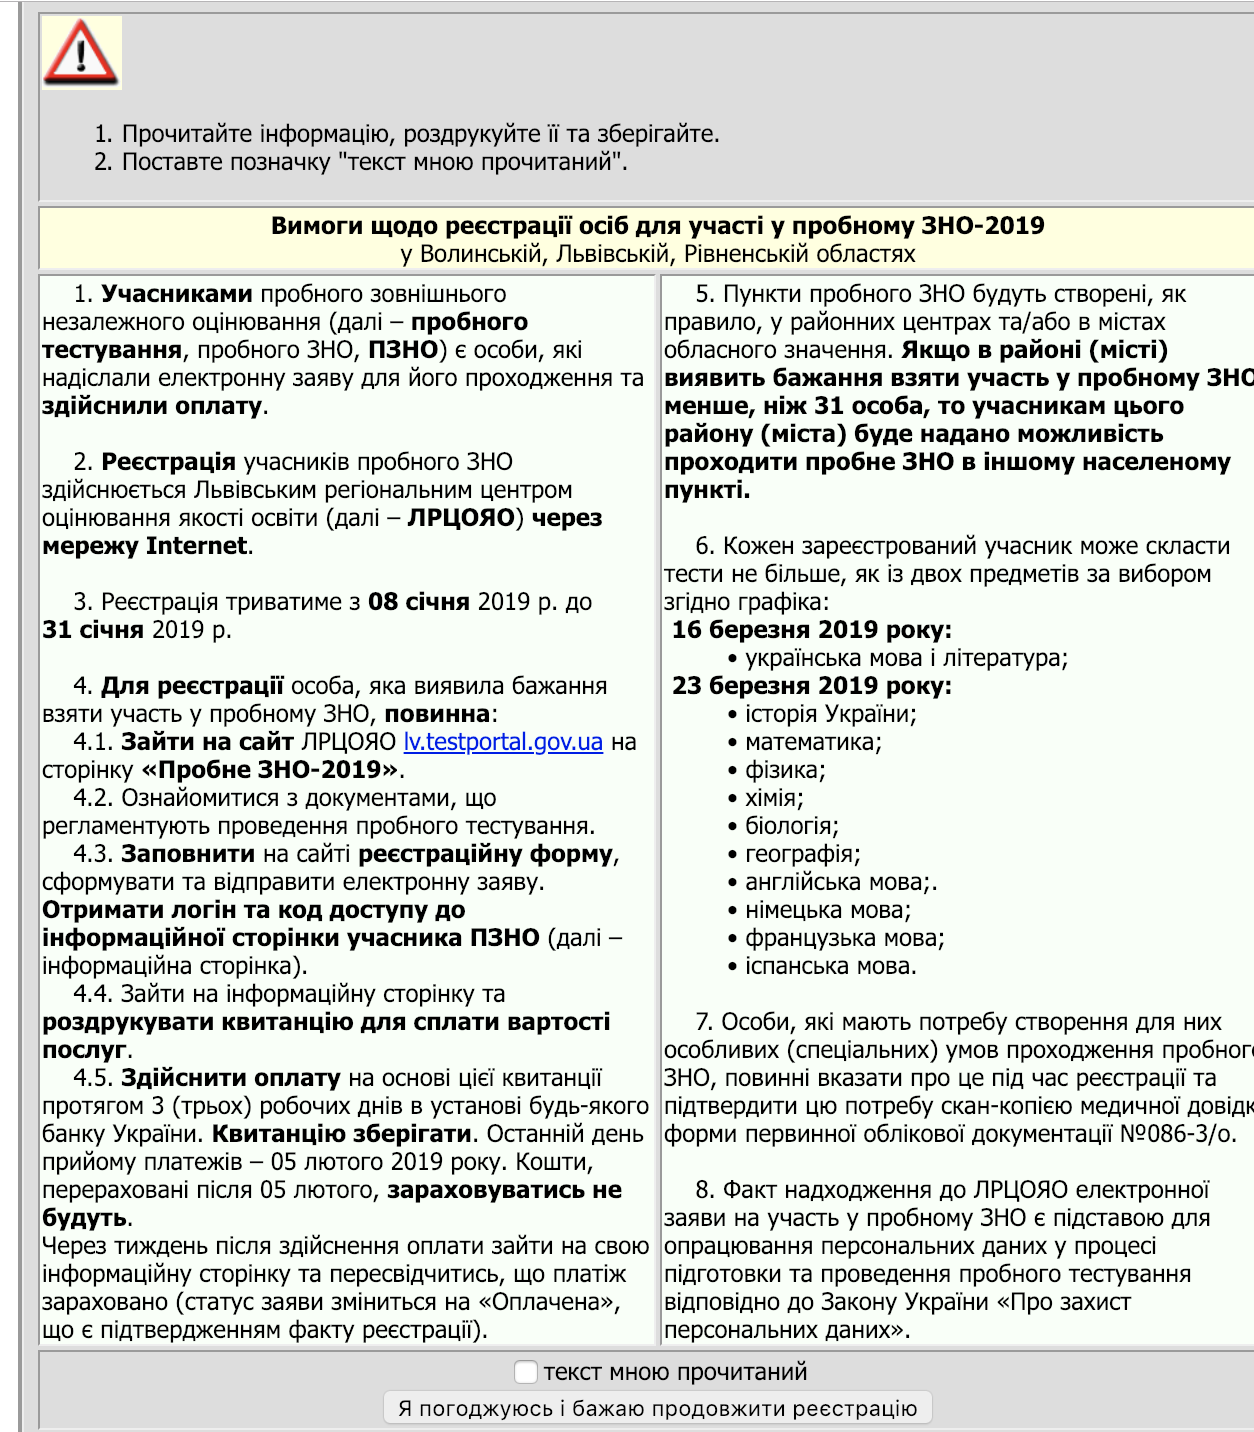 1. Прочитайте інформацію, роздрукуйте її та зберігайте.
2. Поставте позначку "текст мною прочитаний".
Вимоги щодо реєстрації осіб для участі у пробному ЗНО-2019
у Волинській, Львівській, Рівненській областях
1. Учасниками пробного зовнішнього
незалежного оцінювання (далі – пробного
тестування, пробного ЗНО, ПЗНО) є особи, які
надіслали електронну заяву для його проходження та
здійснили оплату.
2. Реєстрація учасників пробного ЗНО
здійснюється Львівським регіональним центром
оцінювання якості освіти (далі – ЛРЦОЯО) через
мережу Internet.
3. Реєстрація триватиме з 08 січня 2019 р. до
31 січня 2019 р.
4. Для реєстрації особа, яка виявила бажання
взяти участь у пробному ЗНО, повинна:
4.1. Зайти на сайт ЛРЦОЯО lv.testportal.gov.ua на
сторінку «Пробне ЗНО-2019».
4.2. Ознайомитися з документами, що
регламентують проведення пробного тестування.
4.3. Заповнити на сайті реєстраційну форму,
сформувати та відправити електронну заяву.
Отримати логін та код доступу до
інформаційної сторінки учасника ПЗНО (далі –
інформаційна сторінка).
4.4. Зайти на інформаційну сторінку та
роздрукувати квитанцію для сплати вартості
послуг.
4.5. Здійснити оплату на основі цієї квитанції
протягом 3 (трьох) робочих днів в установі будь-якого
банку України. Квитанцію зберігати. Останній день
прийому платежів – 05 лютого 2019 року. Кошти,
перераховані після 05 лютого, зараховуватись не
будуть.
Через тиждень після здійснення оплати зайти на свою
інформаційну сторінку та пересвідчитись, що платіж
зараховано (статус заяви зміниться на «Оплачена»,
що є підтвердженням факту реєстрації).
5. Пункти пробного ЗНО будуть створені, як
правило, у районних центрах та/або в містах
обласного значення. Якщо в районі (місті)
виявить бажання взяти участь у пробному ЗНО
менше, ніж 31 особа, то учасникам цього
району (міста) буде надано можливість
проходити пробне ЗНО в іншому населеному
пункті.
6. Кожен зареєстрований учасник може скласти
тести не більше, як із двох предметів за вибором
згідно графіка:
16 березня 2019 року:
• українська мова і література;
23 березня 2019 року:
• історія України;
• математика;
• фізика;
• хімія;
• біологія;
• географія;
• англійська мова;.
• німецька мова;
• французька мова;
• іспанська мова.
7. Особи, які мають потребу створення для них
особливих (спеціальних) умов проходження пробног
ЗНО, повинні вказати про це під час реєстрації та
підтвердити цю потребу скан-копією медичної довідк
форми первинної облікової документації №086-3/о.
8. Факт надходження до ЛРЦОЯО електронної
заяви на участь у пробному ЗНО є підставою для
опрацювання персональних даних у процесі
підготовки та проведення пробного тестування
відповідно до Закону України «Про захист
персональних даних».
текст мною прочитаний
Я погоджуюсь і бажаю продовжити реєстрацію